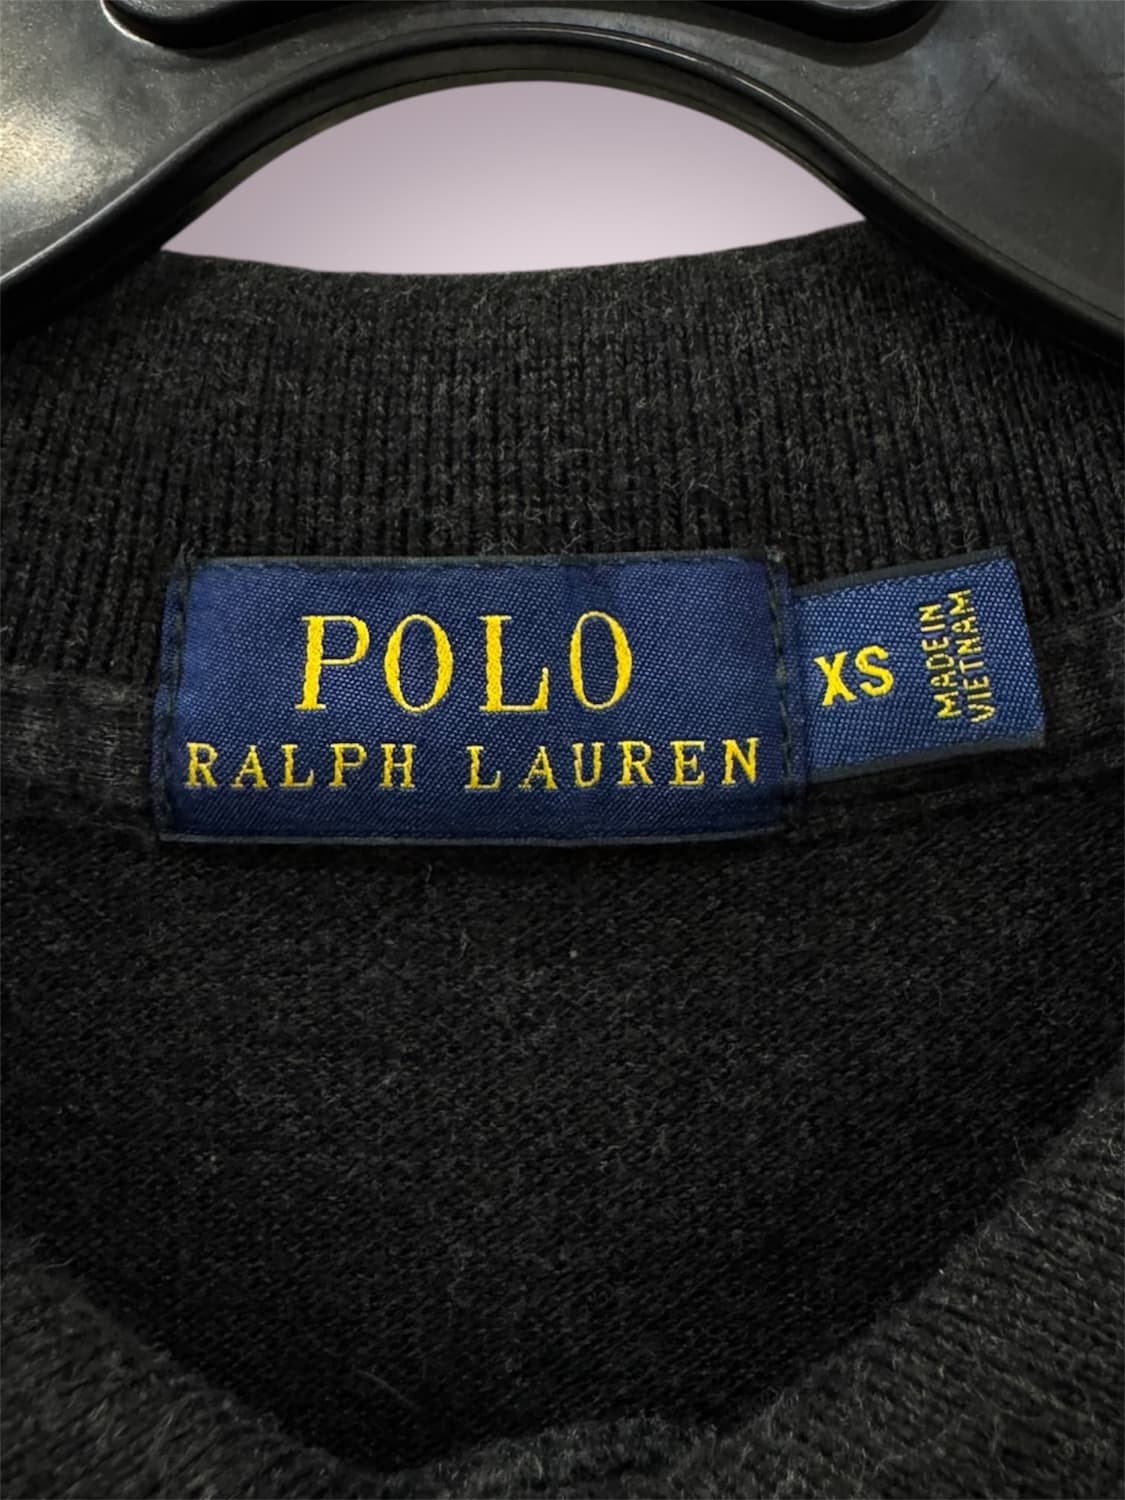 POLO
RALPH LAUREN
XS
MADE IN
VIETNAM